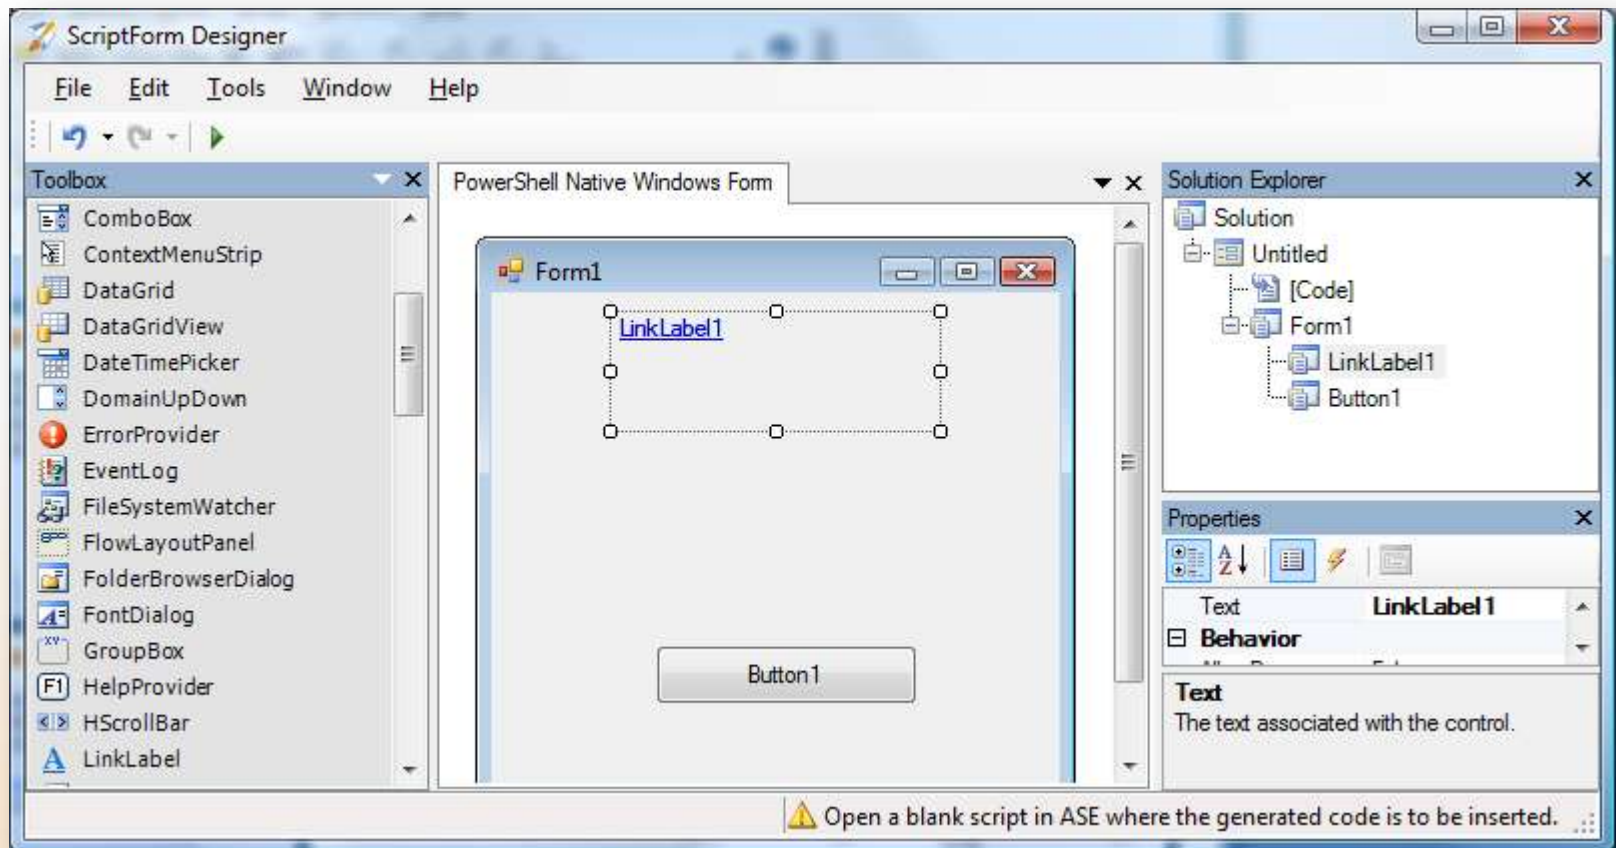 ScriptForm Designer
File Edit Tools Window Help
Toolbox
ComboBox
ContextMenuStrip
DataGrid
DataGridView
DateTimePicker
DomainUpDown
ErrorProvider
EventLog
FileSystemWatcher
FlowLayoutPanel
FolderBrowserDialog
FontDialog
GroupBox
HelpProvider
HScrollBar
LinkLabel
PowerShell Native Windows Form
Form1
LinkLabel1
Button1
Solution Explorer
Solution
Untitled
[Code]
Form1
LinkLabel1
Button1
Properties
Text LinkLabel1
Behavior
Text
The text associated with the control.
Open a blank script in ASE where the generated code is to be inserted.